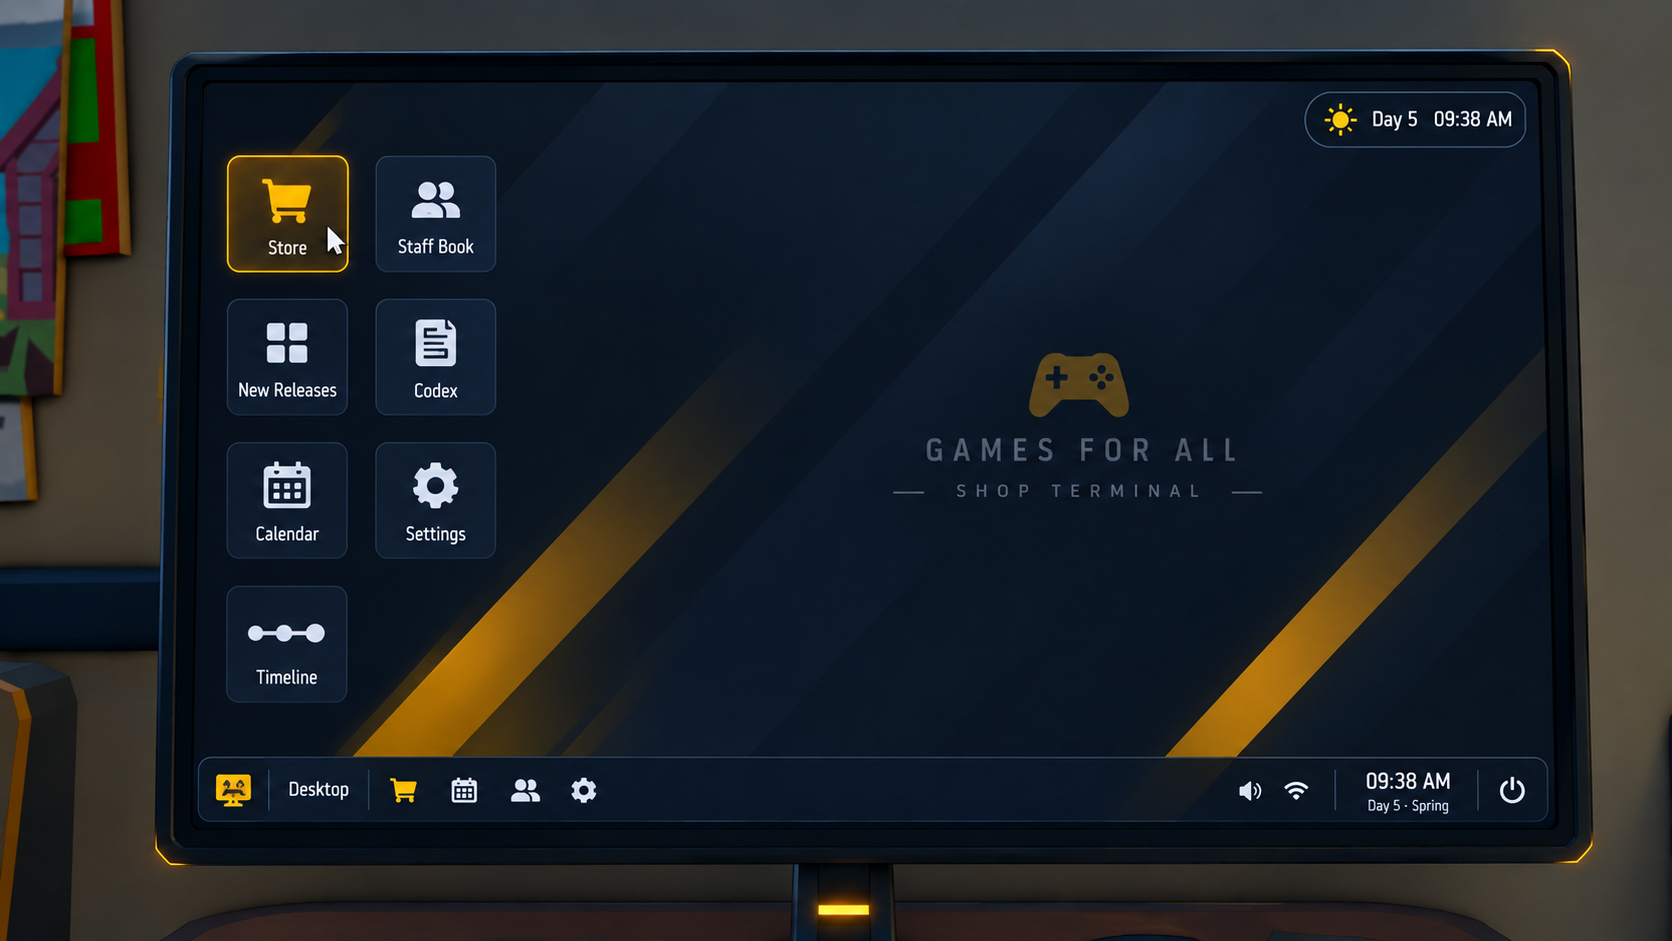 Day 5 09:38 AM
Store
Staff Book
New Releases
Codex
Calendar
Settings
Timeline
GAMES FOR ALL
SHOP TERMINAL
Desktop
09:38 AM
Day 5 · Spring